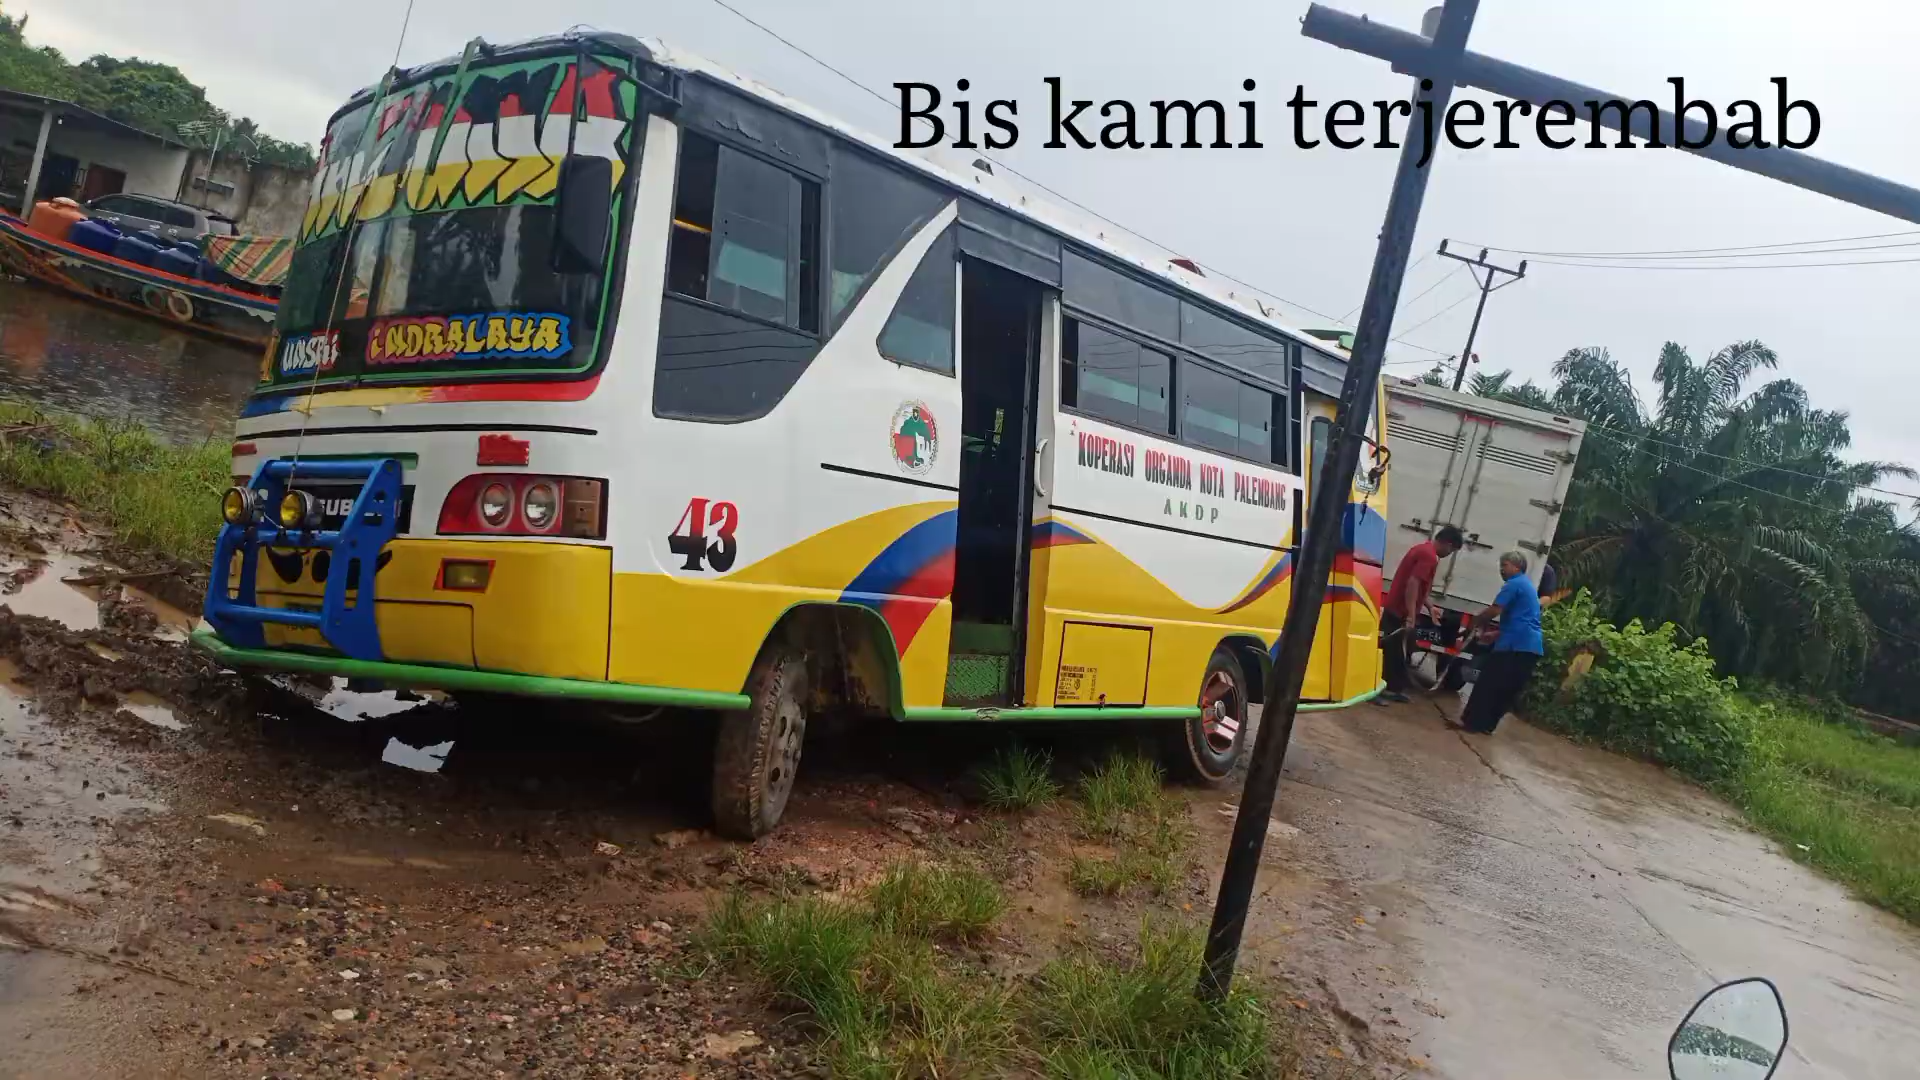 Bis kami terjerembab
UNSRI INDRALAYA
43
KOPERASI ORGANDA KOTA PALEMBANG
AKDP